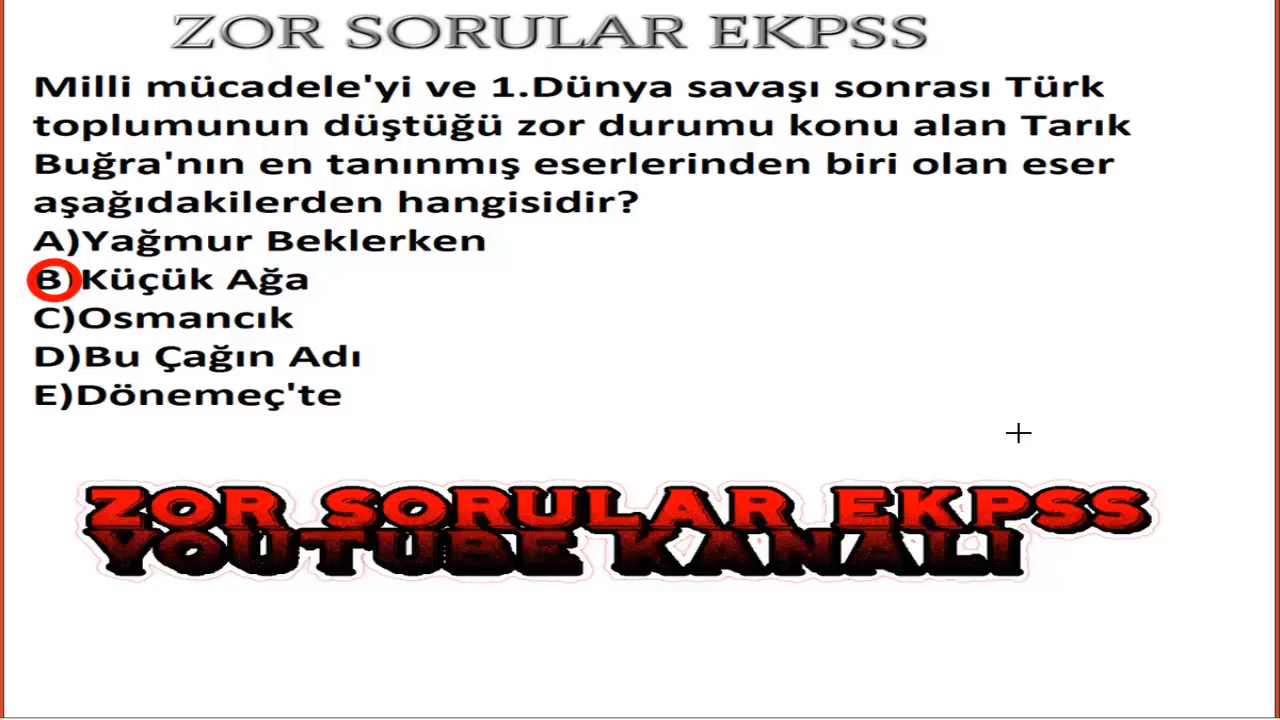 ZOR SORULAR EKPSS
Milli mücadele'yi ve 1.Dünya savaşı sonrası Türk
toplumunun düştüğü zor durumu konu alan Tarık
Buğra'nın en tanınmış eserlerinden biri olan eser
aşağıdakilerden hangisidir?
A)Yağmur Beklerken
B)Küçük Ağa
C)Osmancık
D)Bu Çağın Adı
E)Dönemeç'te
ZOR SORULAR EKPSS
YOUTUBE KANALI